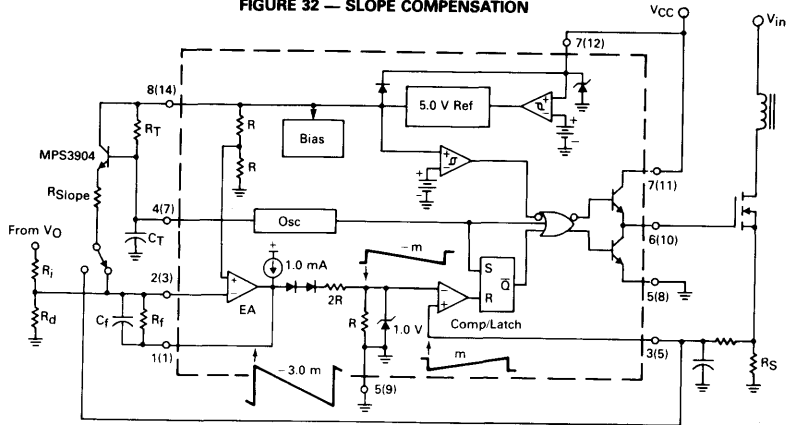 FIGURE 32 — SLOPE COMPENSATION
VCC
Vin
7(12)
8(14)
5.0 V Ref
RT
R
Bias
MPS3904
R
RSlope
7(11)
4(7)
Osc
From VO
CT
6(10)
Ri
1.0 mA
– m
S
Q
R
2(3)
EA
2R
5(8)
Rd
Cf
Rf
R
1.0 V
Comp/Latch
1(1)
3(5)
m
– 3.0 m
RS
5(9)